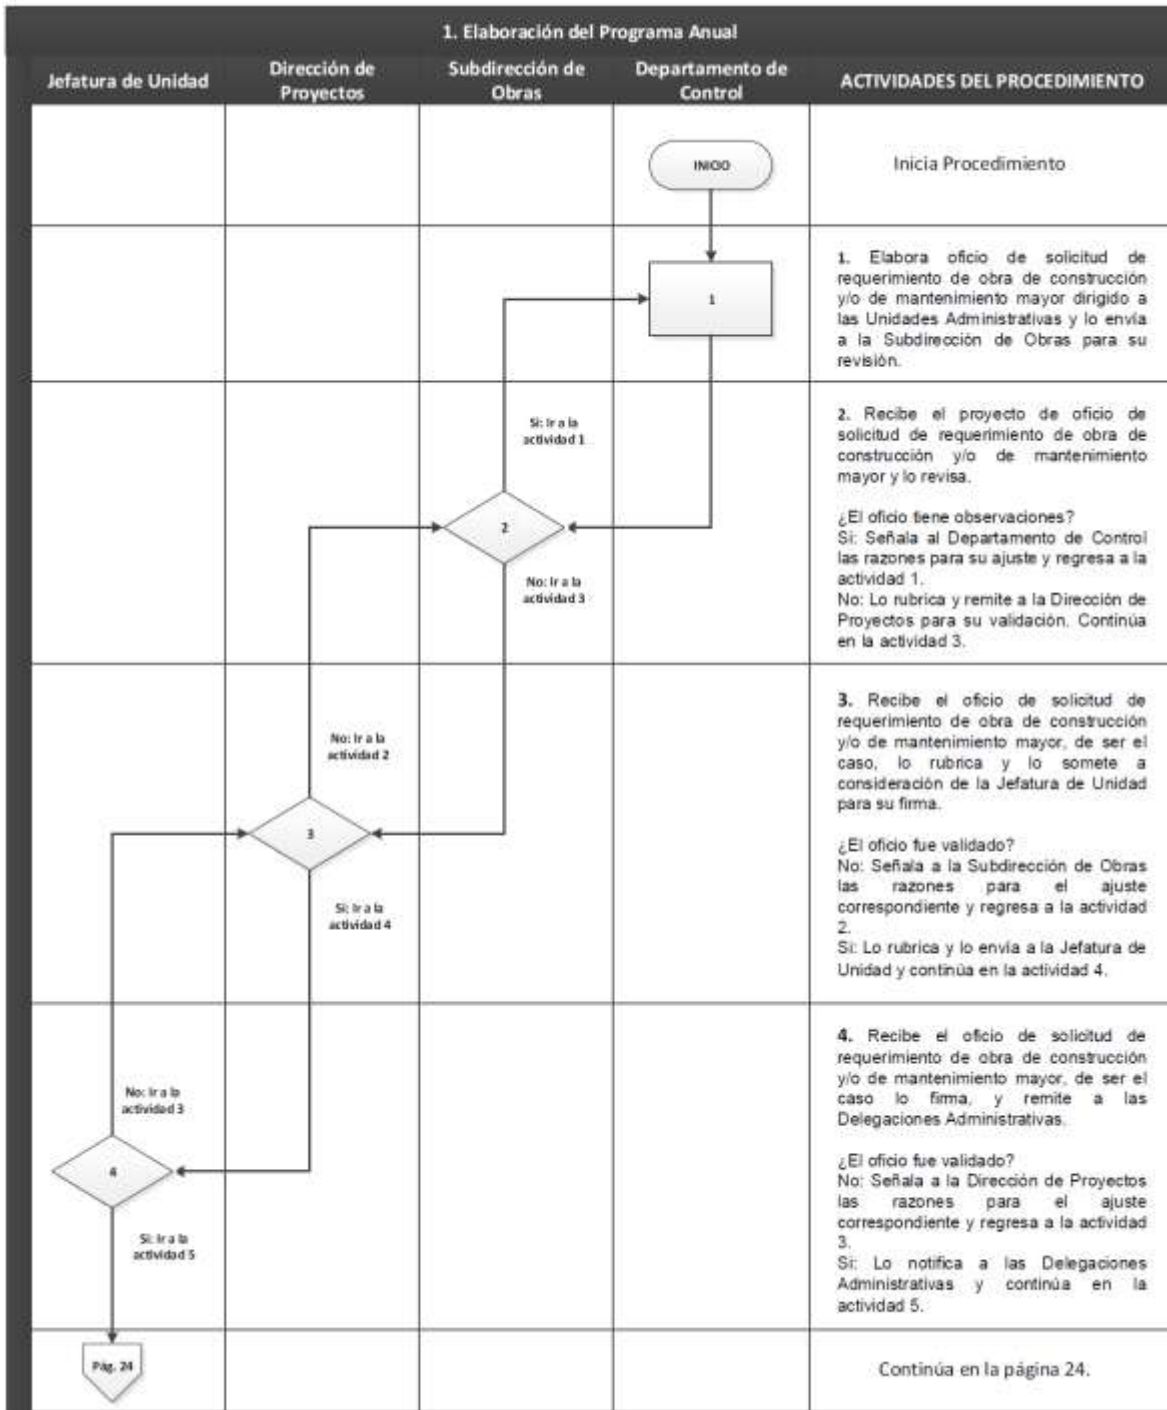 1. Elaboración del Programa Anual
Jefatura de Unidad
Dirección de
Proyectos
Subdirección de
Obras
Departamento de
Control
ACTIVIDADES DEL PROCEDIMIENTO
INICIO
Inicia Procedimiento
1
1. Elabora oficio de solicitud de
requerimiento de obra de construcción
y/o de mantenimiento mayor dirigido a
las Unidades Administrativas y lo envía
a la Subdirección de Obras para su
revisión.
Si: Ir a la
actividad 1
2
No: Ir a la
actividad 3
2. Recibe el proyecto de oficio de
solicitud de requerimiento de obra de
construcción y/o de mantenimiento
mayor y lo revisa.
¿El oficio tiene observaciones?
Si: Señala al Departamento de Control
las razones para su ajuste y regresa a la
actividad 1.
No: Lo rubrica y remite a la Dirección de
Proyectos para su validación. Continúa
en la actividad 3.
No: Ir a la
actividad 2
3
Si: Ir a la
actividad 4
3. Recibe el oficio de solicitud de
requerimiento de obra de construcción
y/o de mantenimiento mayor, de ser el
caso, lo rubrica y lo somete a
consideración de la Jefatura de Unidad
para su firma.
¿El oficio fue validado?
No: Señala a la Subdirección de Obras
las razones para el ajuste
correspondiente y regresa a la actividad
2.
Si: Lo rubrica y lo envía a la Jefatura de
Unidad y continúa en la actividad 4.
No: Ir a la
actividad 3
4
Si: Ir a la
actividad 5
4. Recibe el oficio de solicitud de
requerimiento de obra de construcción
y/o de mantenimiento mayor, de ser el
caso lo firma, y remite a las
Delegaciones Administrativas.
¿El oficio fue validado?
No: Señala a la Dirección de Proyectos
las razones para el ajuste
correspondiente y regresa a la actividad
3.
Si: Lo notifica a las Delegaciones
Administrativas y continúa en la
actividad 5.
Pág. 24
Continúa en la página 24.